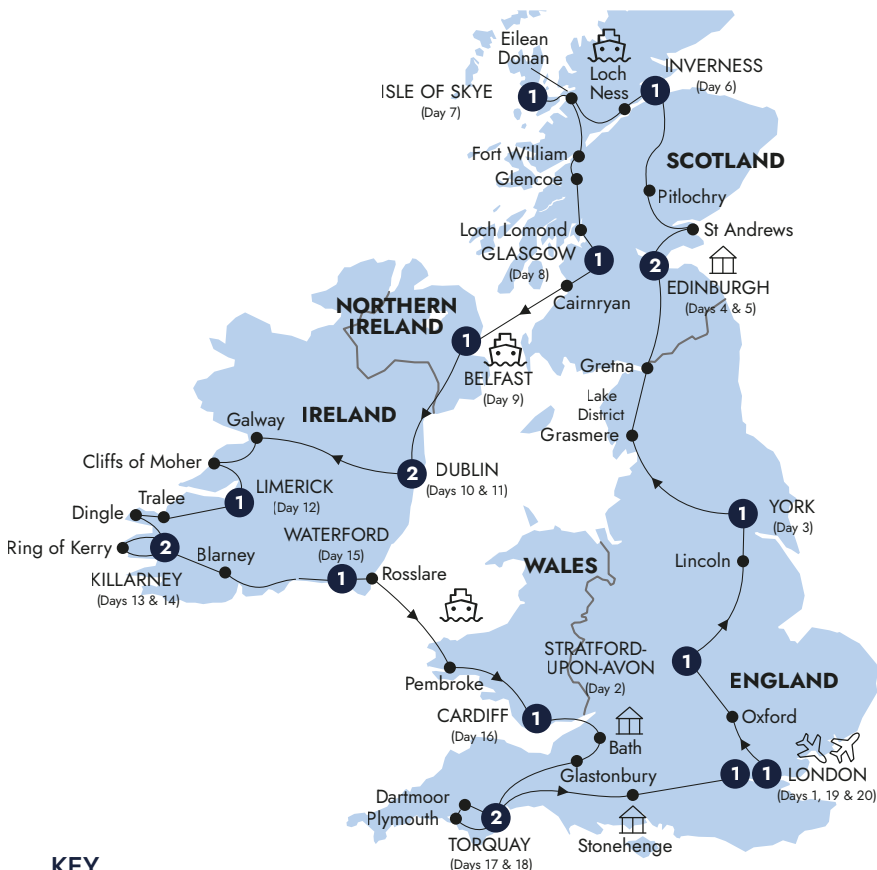 Eilean
Donan
Loch
Ness
INVERNESS
(Day 6)
1
ISLE OF SKYE
(Day 7)
1
Fort William
Glencoe
SCOTLAND
Pitlochry
Loch Lomond
St Andrews
GLASGOW
(Day 8)
1
2
EDINBURGH
(Days 4 & 5)
Cairnryan
NORTHERN
IRELAND
1
BELFAST
(Day 9)
Gretna
Lake
District
Grasmere
IRELAND
Galway
Cliffs of Moher
2
DUBLIN
(Days 10 & 11)
LIMERICK
(Day 12)
1
Tralee
Dingle
Ring of Kerry
2
KILLARNEY
(Days 13 & 14)
Blarney
WATERFORD
(Day 15)
1
Rosslare
1
YORK
(Day 3)
Lincoln
WALES
STRATFORD-
UPON-AVON
(Day 2)
1
ENGLAND
Pembroke
CARDIFF
(Day 16)
1
Oxford
Bath
Glastonbury
1
1
LONDON
(Days 1, 19 & 20)
Dartmoor
Plymouth
2
TORQUAY
(Days 17 & 18)
Stonehenge
KEY